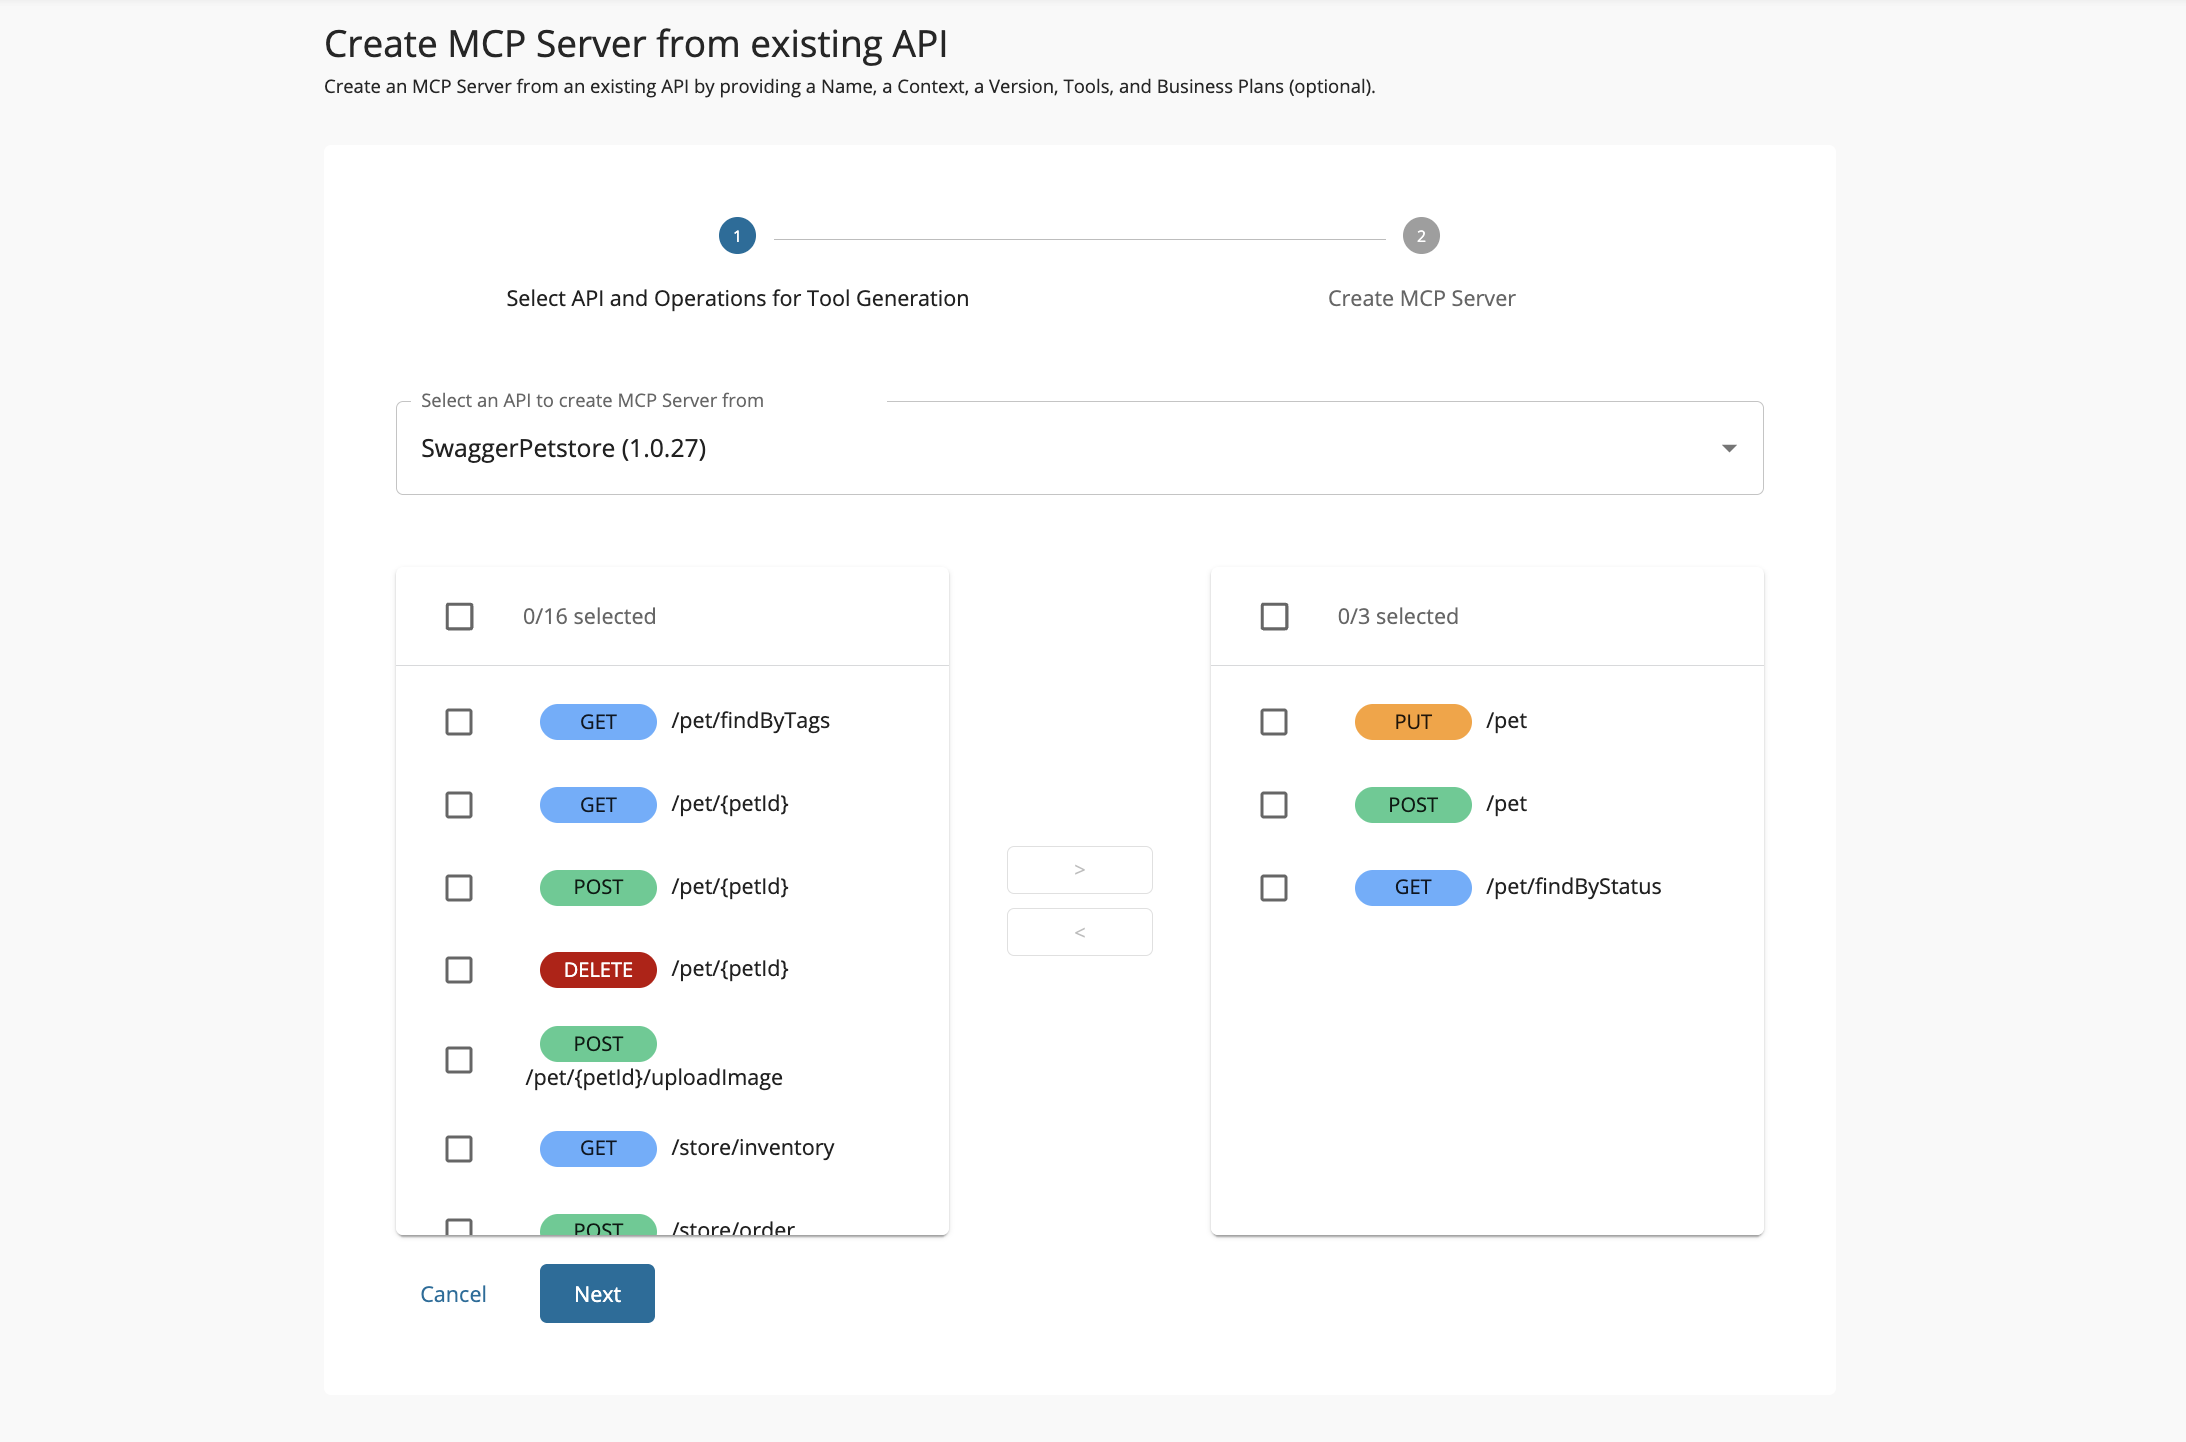 Create MCP Server from existing API
Create an MCP Server from an existing API by providing a Name, a Context, a Version, Tools, and Business Plans (optional).
1
2
Select API and Operations for Tool Generation
Create MCP Server
Select an API to create MCP Server from
SwaggerPetstore (1.0.27)
0/16 selected
GET /pet/findByTags
GET /pet/{petId}
POST /pet/{petId}
DELETE /pet/{petId}
POST
/pet/{petId}/uploadImage
GET /store/inventory
POST /store/order
>
<
0/3 selected
PUT /pet
POST /pet
GET /pet/findByStatus
Cancel
Next